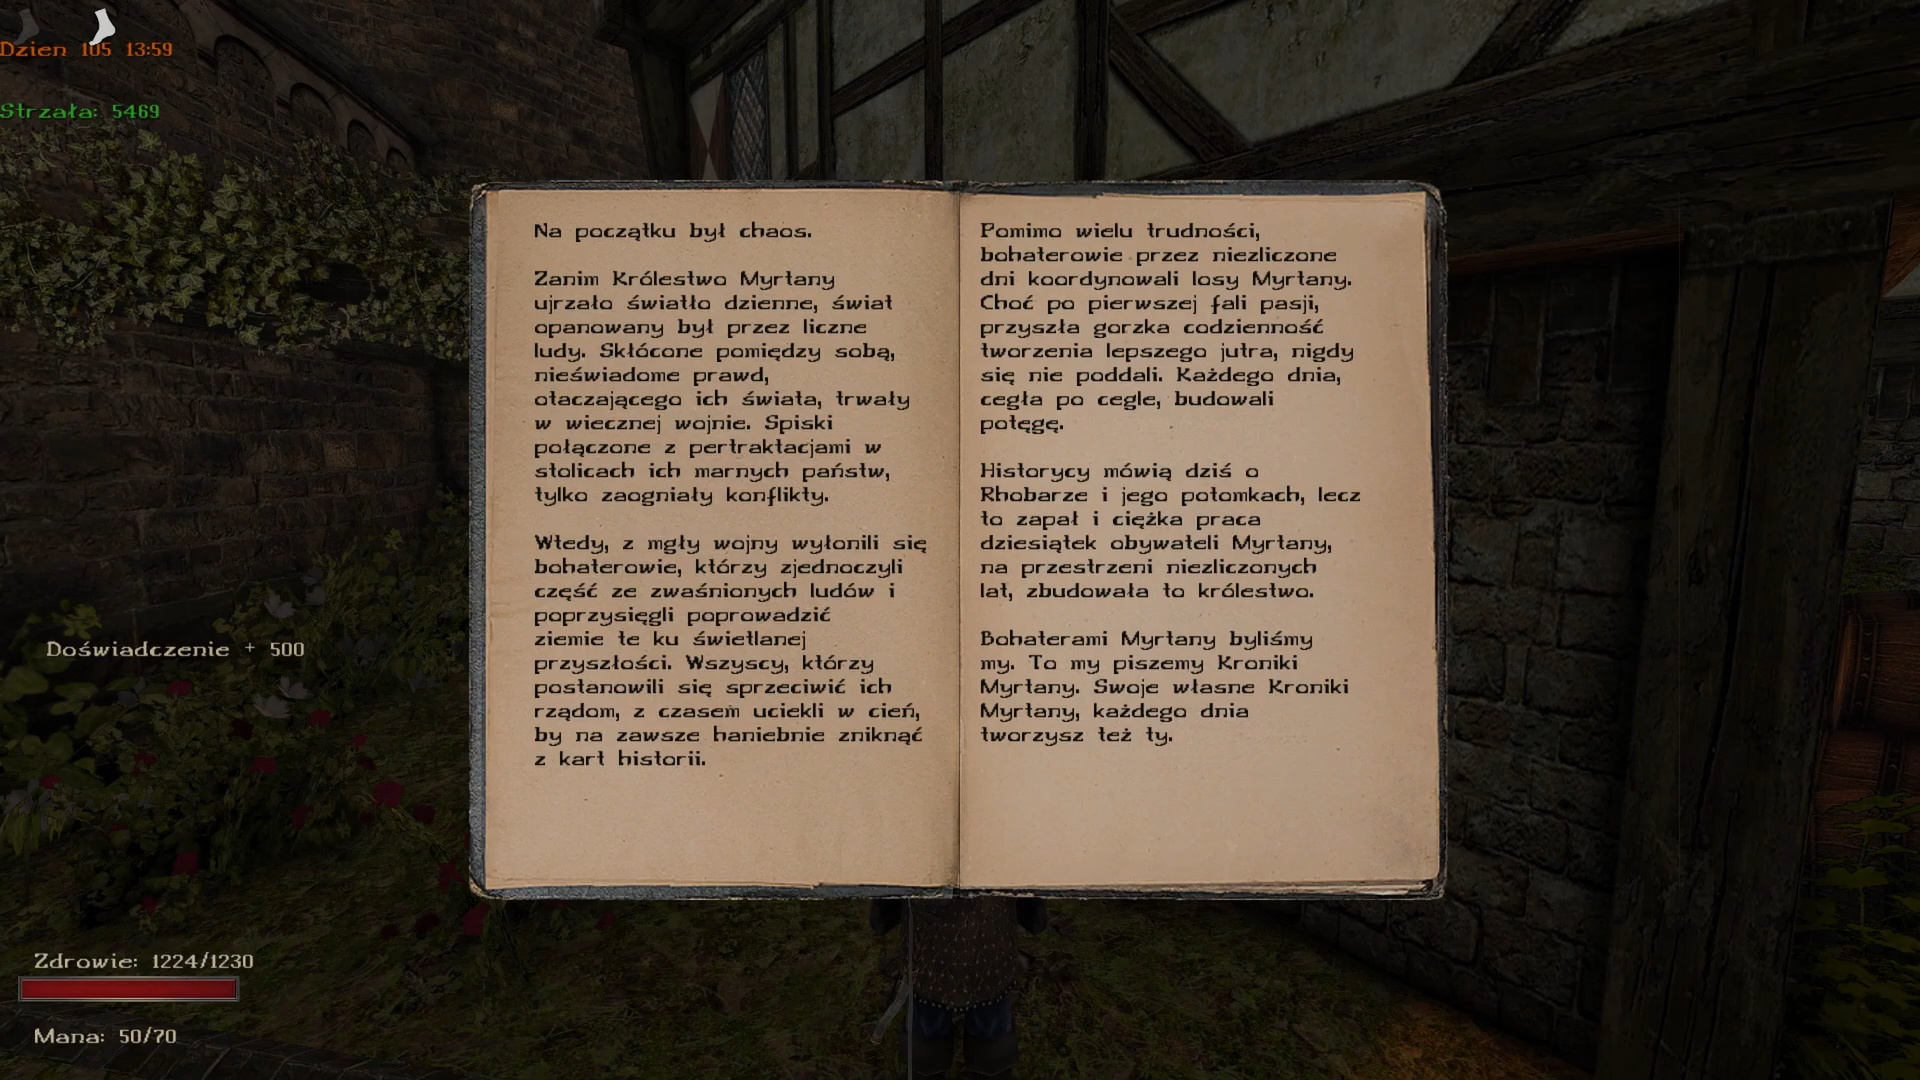 Dzien 105 13:59
Strzała: 5469
Na początku był chaos.
Zanim Królestwo Myrtany
ujrzało światło dzienne, świat
opanowany był przez liczne
ludy. Skłócone pomiędzy sobą,
nieświadome prawd,
otaczającego ich świata, trwały
w wiecznej wojnie. Spiski
połączone z pertraktacjami w
stolicach ich marnych państw,
tylko zaogniały konflikty.
Wtedy, z mgły wojny wyłonili się
bohaterowie, którzy zjednoczyli
część ze zwaśnionych ludów i
poprzysięgli poprowadzić
ziemie te ku świetlanej
przyszłości. Wszyscy, którzy
postanowili się sprzeciwić ich
rządom, z czasem uciekli w cień,
by na zawsze haniebnie zniknąć
z kart historii.
Pomimo wielu trudności,
bohaterowie przez niezliczone
dni koordynowali losy Myrtany.
Choć po pierwszej fali pasji,
przyszła gorzka codzienność
tworzenia lepszego jutra, nigdy
się nie poddali. Każdego dnia,
cegła po cegle, budowali
potęgę.
Historycy mówią dziś o
Rhobarze i jego potomkach, lecz
to zapał i ciężka praca
dziesiątek obywateli Myrtany,
na przestrzeni niezliczonych
lat, zbudowała to królestwo.
Bohaterami Myrtany byliśmy
my. To my piszemy Kroniki
Myrtany. Swoje własne Kroniki
Myrtany, każdego dnia
tworzysz też ty.
Doświadczenie + 500
Zdrowie: 1224/1230
Mana: 50/70